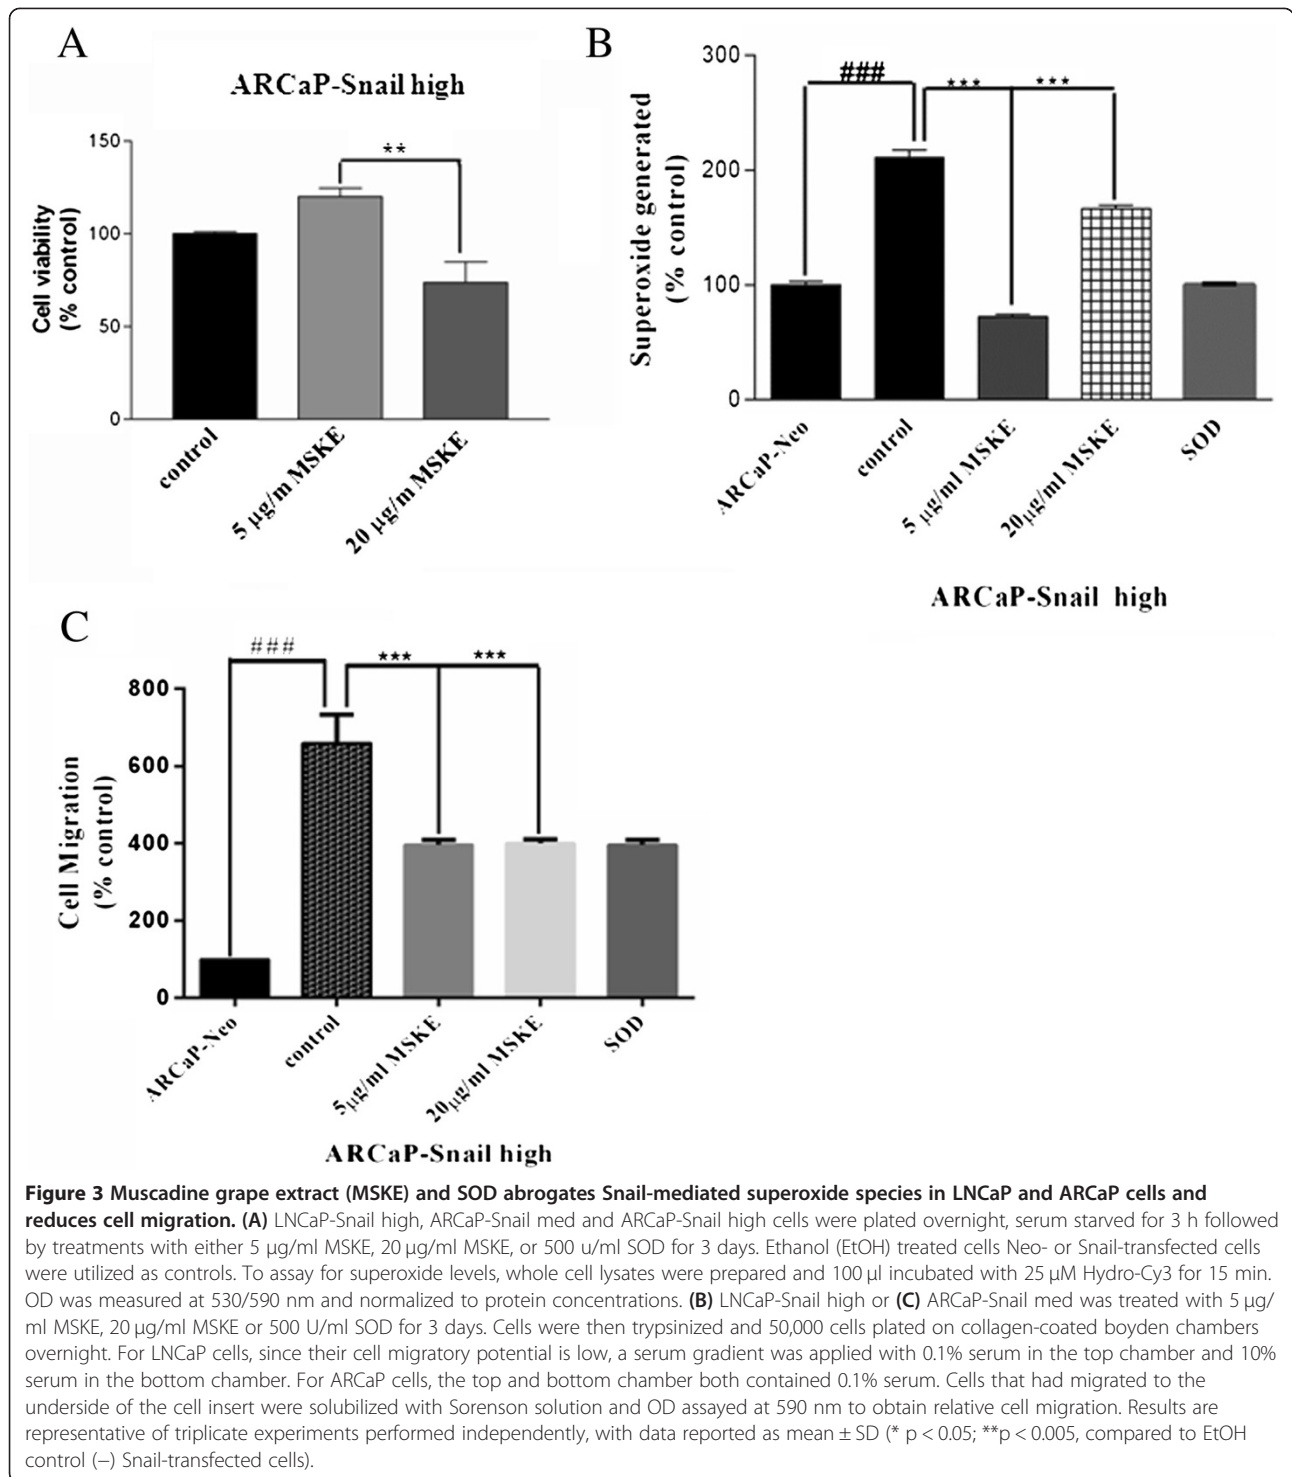 A
ARCaP-Snail high
Cell viability
(% control)
150
100
50
0
**
control
5 µg/m MSKE
20 µg/m MSKE
B
Superoxide generated
(% control)
300
200
100
0
###
***
***
ARCaP-Neo
control
5 µg/ml MSKE
20µg/ml MSKE
SOD
ARCaP-Snail high
C
Cell Migration
(% control)
800
600
400
200
0
###
***
***
ARCaP-Neo
control
5µg/ml MSKE
20µg/ml MSKE
SOD
ARCaP-Snail high
Figure 3 Muscadine grape extract (MSKE) and SOD abrogates Snail-mediated superoxide species in LNCaP and ARCaP cells and
reduces cell migration. (A) LNCaP-Snail high, ARCaP-Snail med and ARCaP-Snail high cells were plated overnight, serum starved for 3 h followed
by treatments with either 5 µg/ml MSKE, 20 µg/ml MSKE, or 500 u/ml SOD for 3 days. Ethanol (EtOH) treated cells Neo- or Snail-transfected cells
were utilized as controls. To assay for superoxide levels, whole cell lysates were prepared and 100 µl incubated with 25 µM Hydro-Cy3 for 15 min.
OD was measured at 530/590 nm and normalized to protein concentrations. (B) LNCaP-Snail high or (C) ARCaP-Snail med was treated with 5 µg/
ml MSKE, 20 µg/ml MSKE or 500 U/ml SOD for 3 days. Cells were then trypsinized and 50,000 cells plated on collagen-coated boyden chambers
overnight. For LNCaP cells, since their cell migratory potential is low, a serum gradient was applied with 0.1% serum in the top chamber and 10%
serum in the bottom chamber. For ARCaP cells, the top and bottom chamber both contained 0.1% serum. Cells that had migrated to the
underside of the cell insert were solubilized with Sorenson solution and OD assayed at 590 nm to obtain relative cell migration. Results are
representative of triplicate experiments performed independently, with data reported as mean ± SD (* p < 0.05; **p < 0.005, compared to EtOH
control (−) Snail-transfected cells).